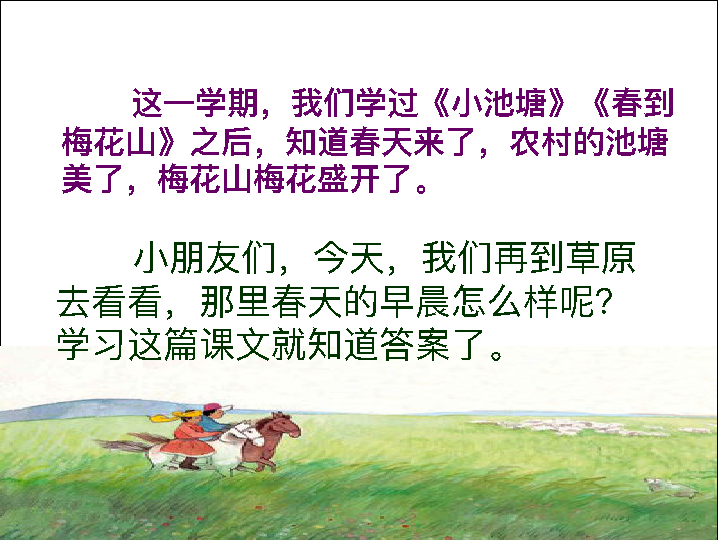 这一学期，我们学过《小池塘》《春到
梅花山》之后，知道春天来了，农村的池塘
美了，梅花山梅花盛开了。
小朋友们，今天，我们再到草原
去看看，那里春天的早晨怎么样呢？
学习这篇课文就知道答案了。